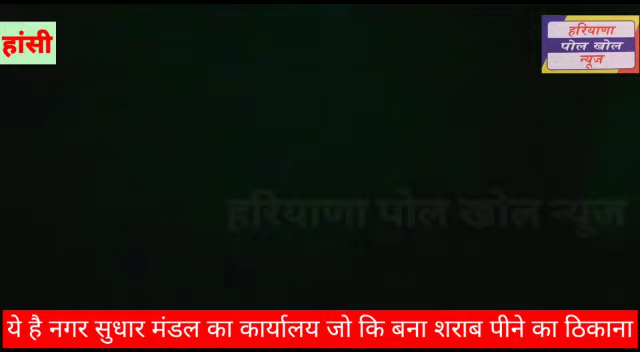 हांसी
हरियाणा
पोल खोल
न्यूज
हरियाणा पोल खोल न्यूज
ये है नगर सुधार मंडल का कार्यालय जो कि बना शराब पीने का ठिकाना